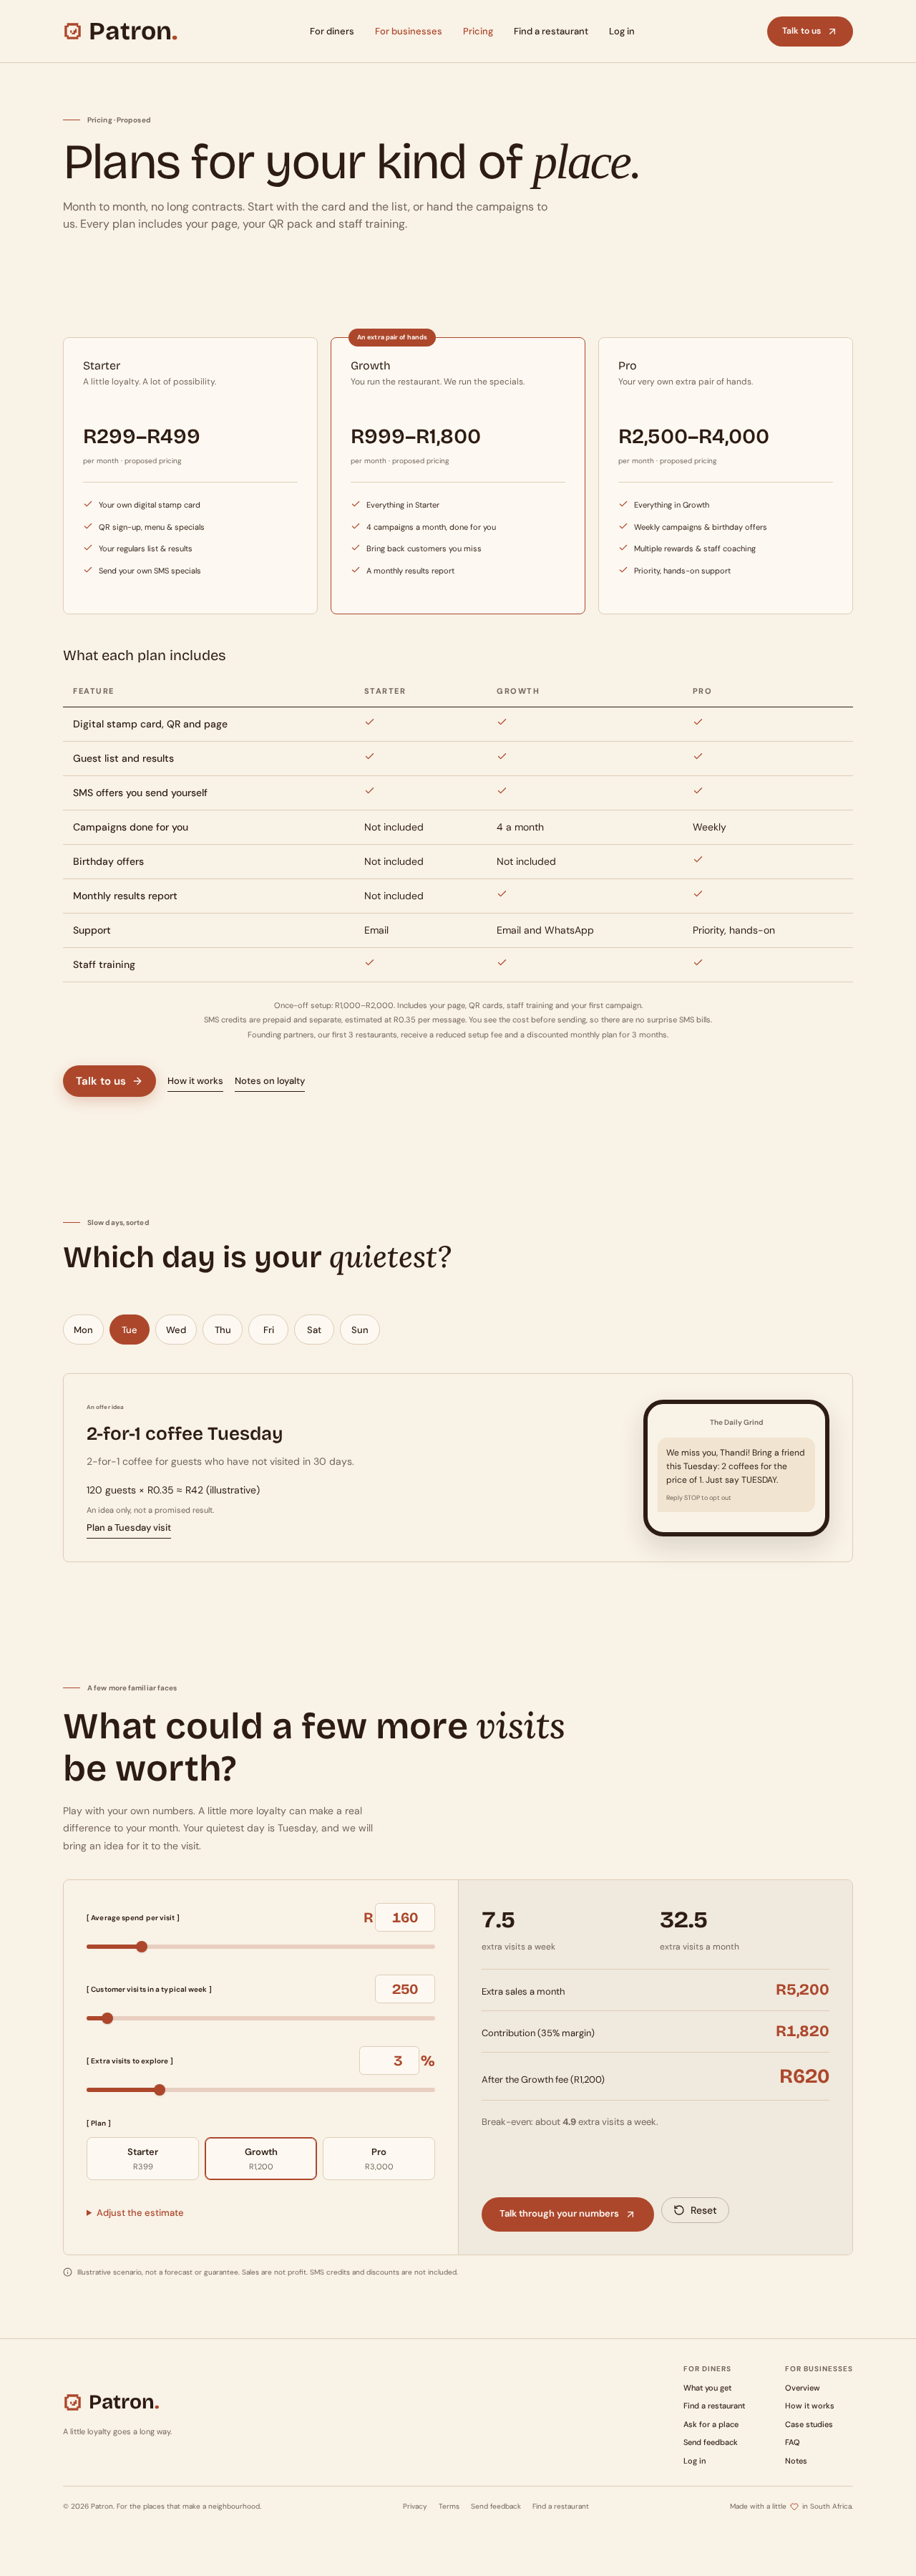 Patron.
For diners
For businesses
Pricing
Find a restaurant
Log in
Talk to us
Pricing · Proposed
Plans for your kind of place.
Month to month, no long contracts. Start with the card and the list, or hand the campaigns to
us. Every plan includes your page, your QR pack and staff training.
Starter
A little loyalty. A lot of possibility.
R299–R499
per month · proposed pricing
Your own digital stamp card
QR sign-up, menu & specials
Your regulars list & results
Send your own SMS specials
An extra pair of hands
Growth
You run the restaurant. We run the specials.
R999–R1,800
per month · proposed pricing
Everything in Starter
4 campaigns a month, done for you
Bring back customers you miss
A monthly results report
Pro
Your very own extra pair of hands.
R2,500–R4,000
per month · proposed pricing
Everything in Growth
Weekly campaigns & birthday offers
Multiple rewards & staff coaching
Priority, hands-on support
What each plan includes
FEATURE STARTER GROWTH PRO
Digital stamp card, QR and page
Guest list and results
SMS offers you send yourself
Campaigns done for you Not included 4 a month Weekly
Birthday offers Not included Not included
Monthly results report Not included
Support Email Email and WhatsApp Priority, hands-on
Staff training
Once-off setup: R1,000–R2,000. Includes your page, QR cards, staff training and your first campaign.
SMS credits are prepaid and separate, estimated at R0.35 per message. You see the cost before sending, so there are no surprise SMS bills.
Founding partners, our first 3 restaurants, receive a reduced setup fee and a discounted monthly plan for 3 months.
Talk to us
How it works
Notes on loyalty
Slow days, sorted
Which day is your quietest?
Mon Tue Wed Thu Fri Sat Sun
An offer idea
2-for-1 coffee Tuesday
2-for-1 coffee for guests who have not visited in 30 days.
120 guests × R0.35 ≈ R42 (illustrative)
An idea only, not a promised result.
Plan a Tuesday visit
The Daily Grind
We miss you, Thandi! Bring a friend
this Tuesday: 2 coffees for the
price of 1. Just say TUESDAY.
Reply STOP to opt out
A few more familiar faces
What could a few more visits
be worth?
Play with your own numbers. A little more loyalty can make a real
difference to your month. Your quietest day is Tuesday, and we will
bring an idea for it to the visit.
[ Average spend per visit ] R 160
[ Customer visits in a typical week ] 250
[ Extra visits to explore ] 3 %
[ Plan ]
Starter
R399
Growth
R1,200
Pro
R3,000
Adjust the estimate
7.5
extra visits a week
32.5
extra visits a month
Extra sales a month R5,200
Contribution (35% margin) R1,820
After the Growth fee (R1,200) R620
Break-even: about 4.9 extra visits a week.
Talk through your numbers
Reset
Illustrative scenario, not a forecast or guarantee. Sales are not profit. SMS credits and discounts are not included.
Patron.
A little loyalty goes a long way.
FOR DINERS
What you get
Find a restaurant
Ask for a place
Send feedback
Log in
FOR BUSINESSES
Overview
How it works
Case studies
FAQ
Notes
© 2026 Patron. For the places that make a neighbourhood.
Privacy
Terms
Send feedback
Find a restaurant
Made with a little in South Africa.